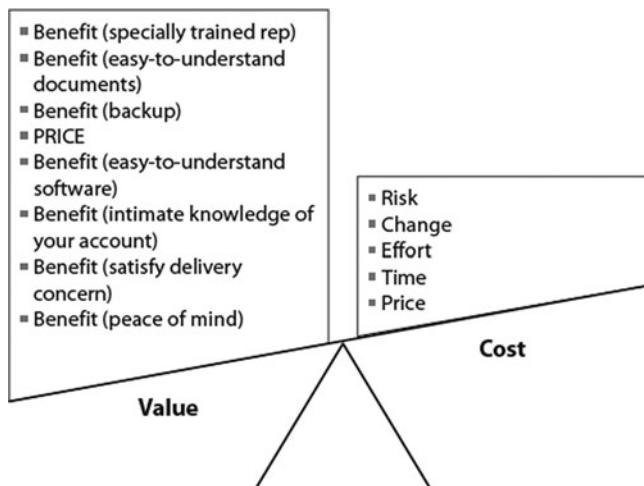 ▪ Benefit (specially trained rep)
▪ Benefit (easy-to-understand
documents)
▪ Benefit (backup)
▪ PRICE
▪ Benefit (easy-to-understand
software)
▪ Benefit (intimate knowledge of
your account)
▪ Benefit (satisfy delivery
concern)
▪ Benefit (peace of mind)
▪ Risk
▪ Change
▪ Effort
▪ Time
▪ Price
Value
Cost